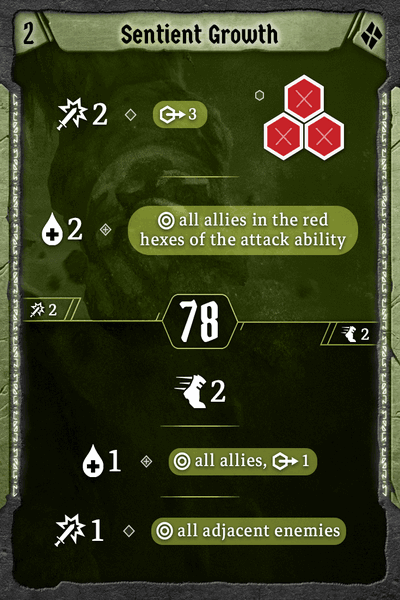 2 Sentient Growth
2 3
2 all allies in the red
hexes of the attack ability
2 78 2
2
1 all allies, 1
1 all adjacent enemies